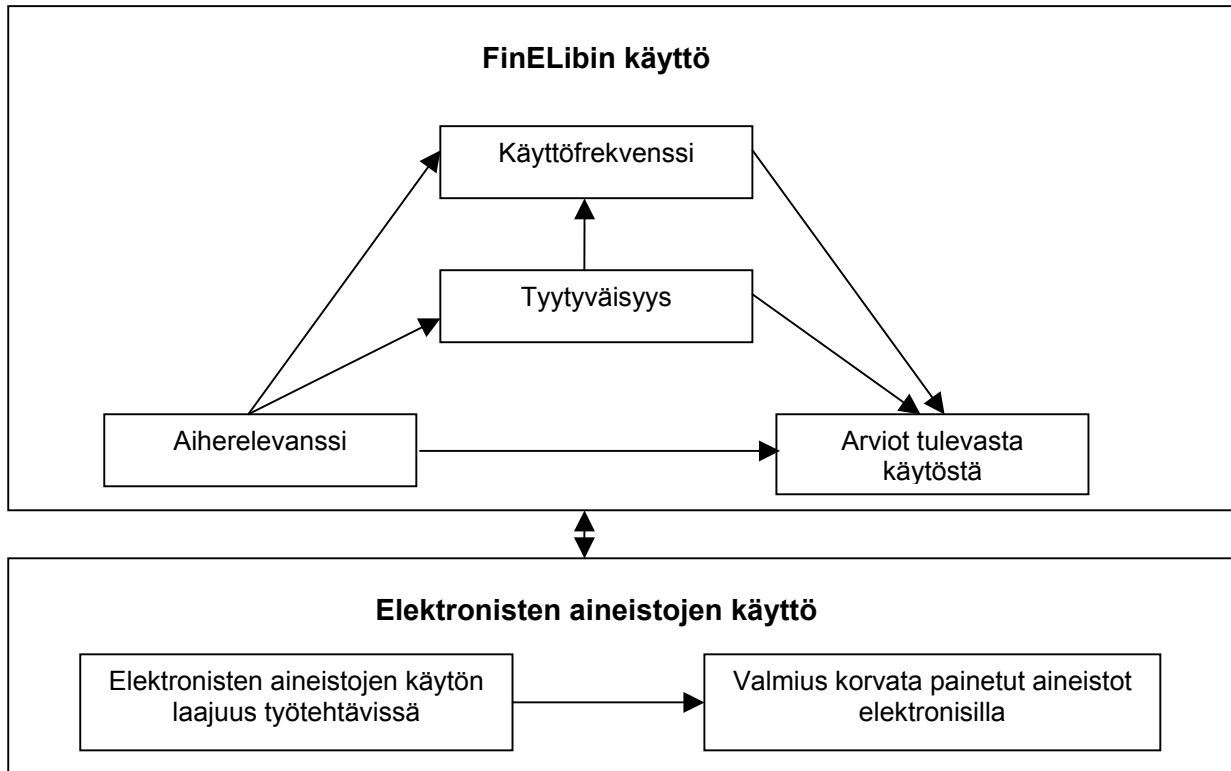 FinELibin käyttö
Käyttöfrekvenssi
Tyytyväisyys
Aiherelevanssi
Arviot tulevasta
käytöstä
Elektronisten aineistojen käyttö
Elektronisten aineistojen käytön
laajuus työtehtävissä
Valmius korvata painetut aineistot
elektronisilla